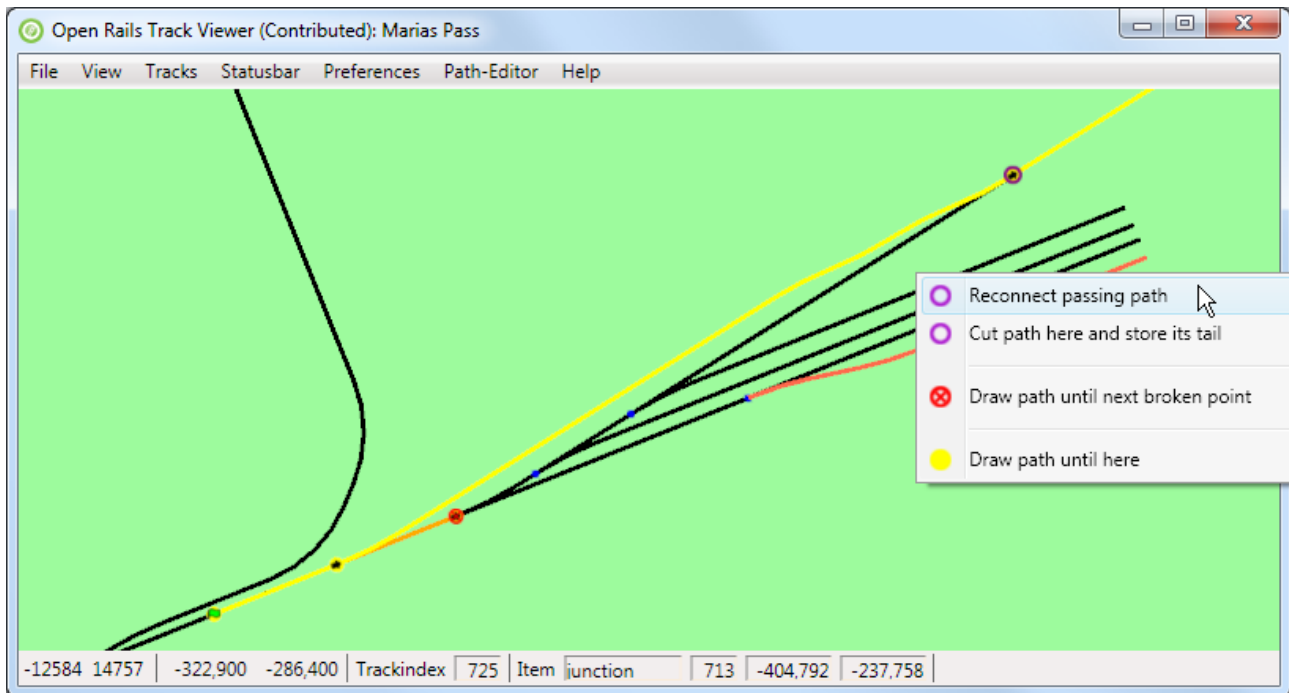 Open Rails Track Viewer (Contributed): Marias Pass
File View Tracks Statusbar Preferences Path-Editor Help
Reconnect passing path
Cut path here and store its tail
Draw path until next broken point
Draw path until here
-12584 14757 -322,900 -286,400 Trackindex 725 Item junction 713 -404,792 -237,758